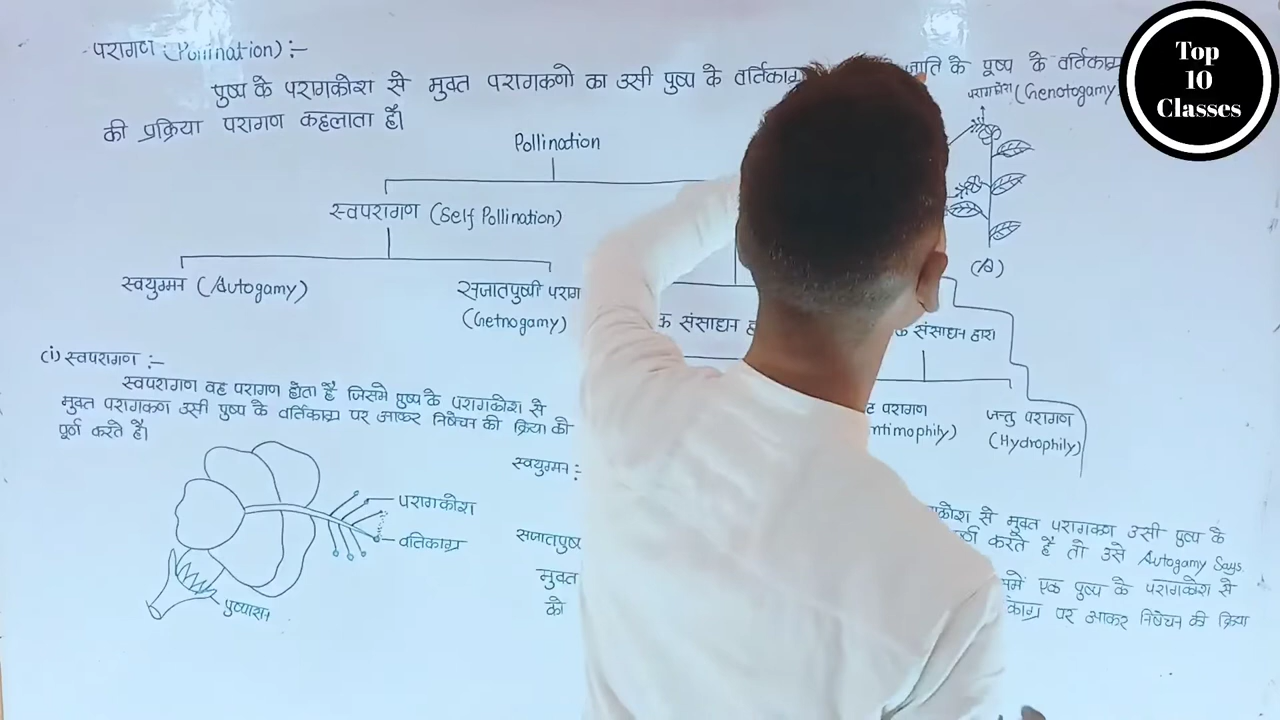 परागण (Pollination) :-
पुष्प के परागकोश से मुक्त परागकणो का उसी पुष्प के वर्तिकाग्र जाति के पुष्प के वर्तिकाग्र
की प्रक्रिया परागण कहलाता है।
परागकोश (Genotogamy
Pollination
स्वपरागण (Self Pollination)
स्वयुग्मन (Autogamy)
सजातपुष्पी पराग
(Getnogamy)
(A)
क संसाधन द्वा
क संसाधन द्वारा
परागण
ntimophily)
जन्तु परागण
(Hydrophily)
(i) स्वपरागण :-
स्वपरागण वह परागण होता है जिसमे पुष्प के परागकोश से
मुक्त परागकण उसी पुष्प के वर्तिकाग्र पर आकर निषेचन की क्रिया को
पूर्ण करते है।
परागकोश
वर्तिकाग्र
पुष्पासन
स्वयुग्मन :-
गकोश से मुक्त परागकण उसी पुष्प के
र्ण करते है तो उसे Autogamy Says.
सजातपुष्प
समें एक पुष्प के परागकोश से
मुक्त
काग्र पर आकर निषेचन की क्रिया
को
Top
10
Classes